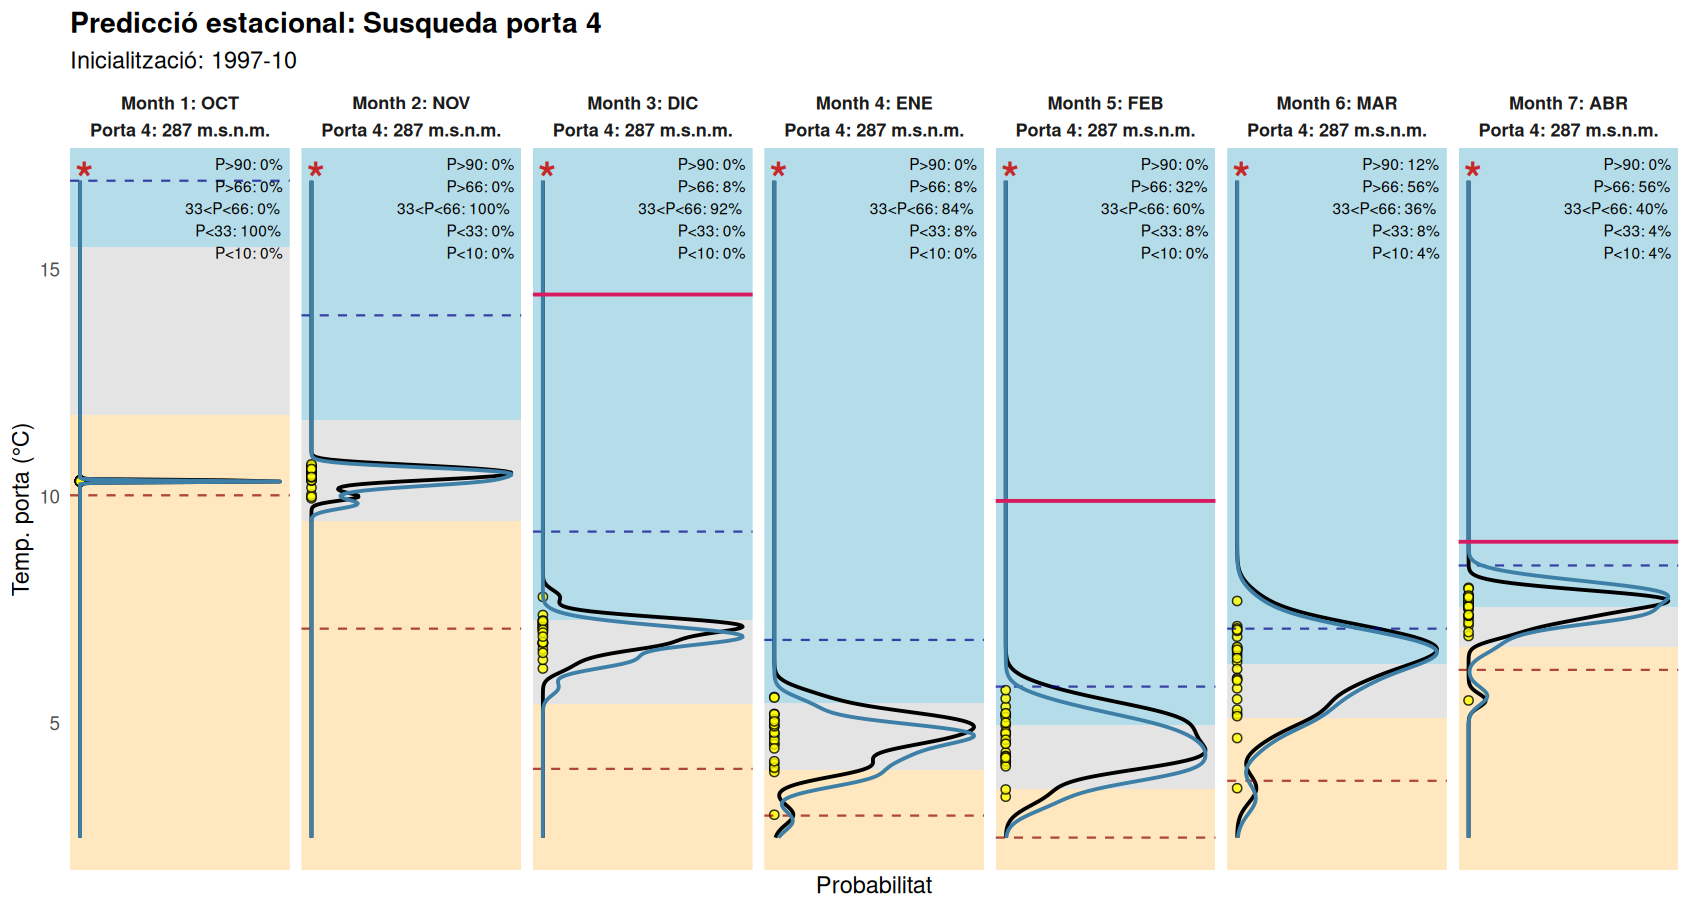 Predicció estacional: Susqueda porta 4
Inicialització: 1997-10
Month 1: OCT
Porta 4: 287 m.s.n.m.
Month 2: NOV
Porta 4: 287 m.s.n.m.
Month 3: DIC
Porta 4: 287 m.s.n.m.
Month 4: ENE
Porta 4: 287 m.s.n.m.
Month 5: FEB
Porta 4: 287 m.s.n.m.
Month 6: MAR
Porta 4: 287 m.s.n.m.
Month 7: ABR
Porta 4: 287 m.s.n.m.
*
P>90: 0%
P>66: 0%
33<P<66: 0%
P<33: 100%
P<10: 0%
*
P>90: 0%
P>66: 0%
33<P<66: 100%
P<33: 0%
P<10: 0%
*
P>90: 0%
P>66: 8%
33<P<66: 92%
P<33: 0%
P<10: 0%
*
P>90: 0%
P>66: 8%
33<P<66: 84%
P<33: 8%
P<10: 0%
*
P>90: 0%
P>66: 32%
33<P<66: 60%
P<33: 8%
P<10: 0%
*
P>90: 12%
P>66: 56%
33<P<66: 36%
P<33: 8%
P<10: 4%
*
P>90: 0%
P>66: 56%
33<P<66: 40%
P<33: 4%
P<10: 4%
15
10
5
Temp. porta (°C)
Probabilitat